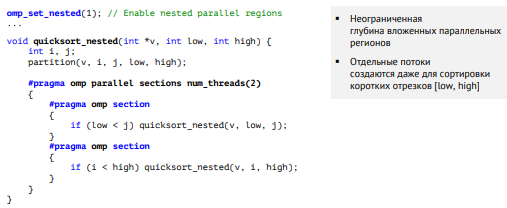 omp_set_nested(1); // Enable nested parallel regions
...
void quicksort_nested(int *v, int low, int high) {
    int i, j;
    partition(v, i, j, low, high);

    #pragma omp parallel sections num_threads(2)
    {
        #pragma omp section
        {
            if (low < j) quicksort_nested(v, low, j);
        }
        #pragma omp section
        {
            if (i < high) quicksort_nested(v, i, high);
        }
    }
}
▪ Неограниченная
глубина вложенных параллельных
регионов
▪ Отдельные потоки
создаются даже для сортировки
коротких отрезков [low, high]